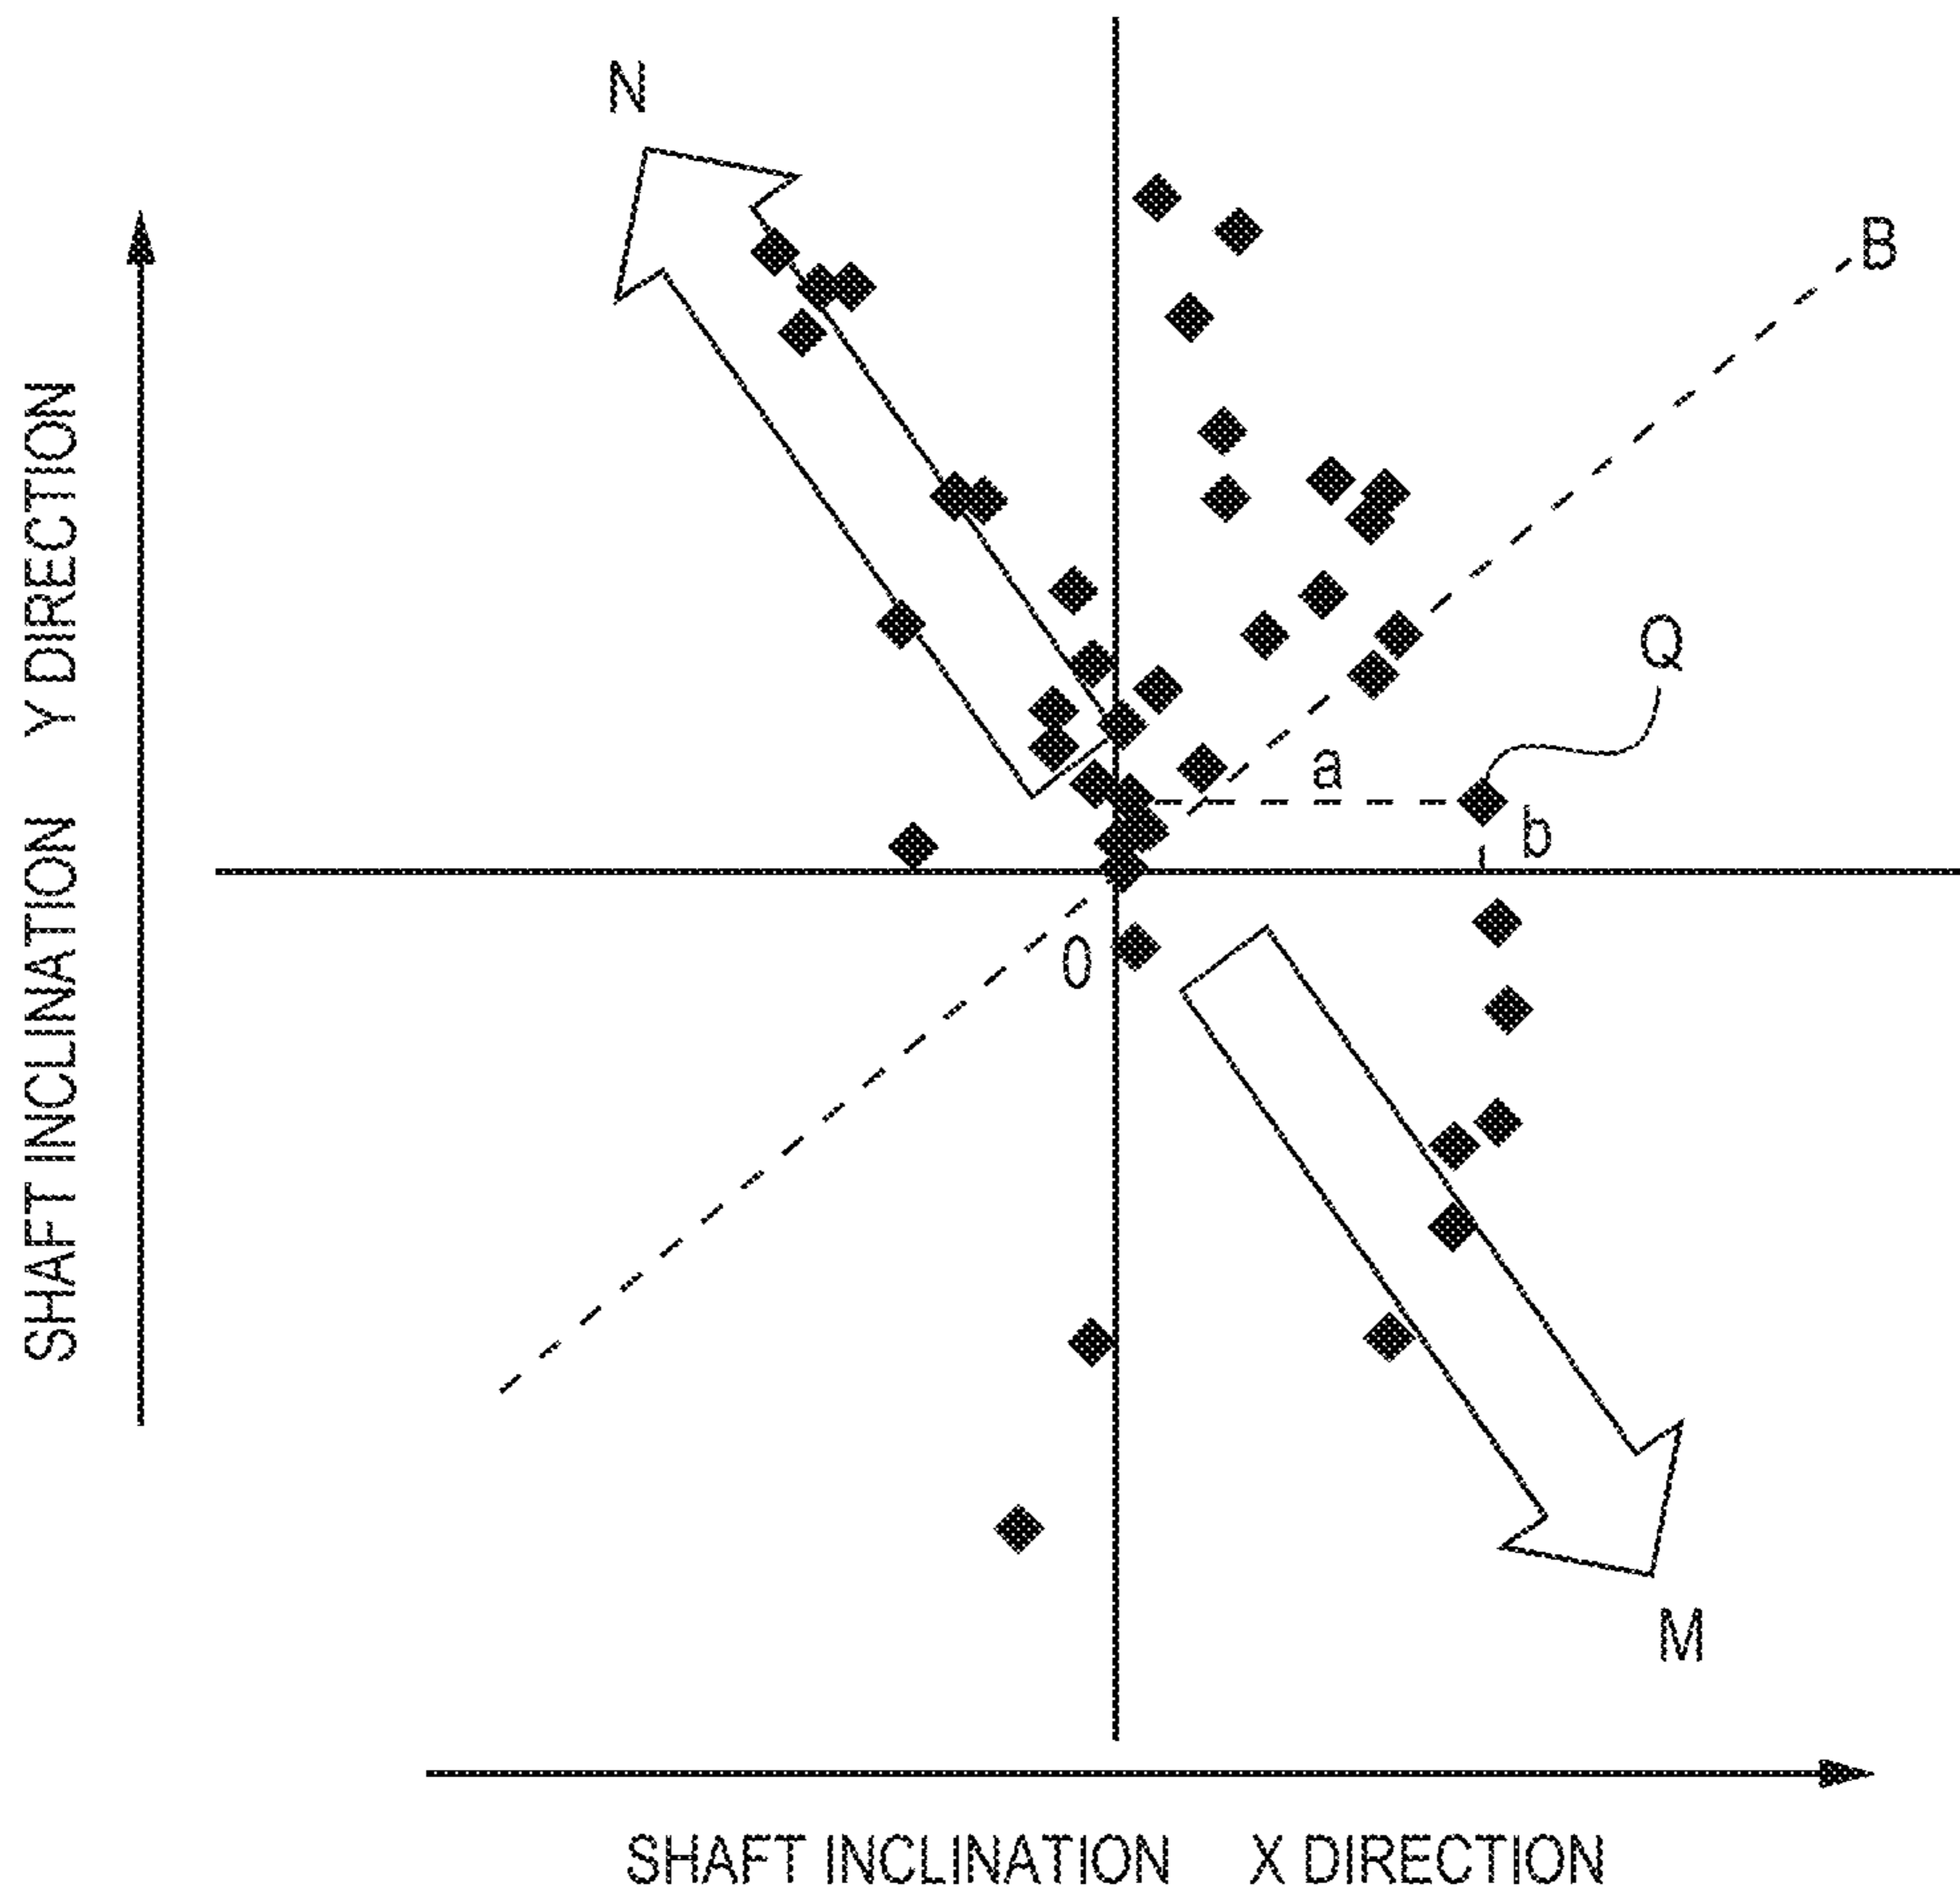 N
B
Q
a
b
0
M
SHAFT INCLINATION Y DIRECTION
SHAFT INCLINATION X DIRECTION